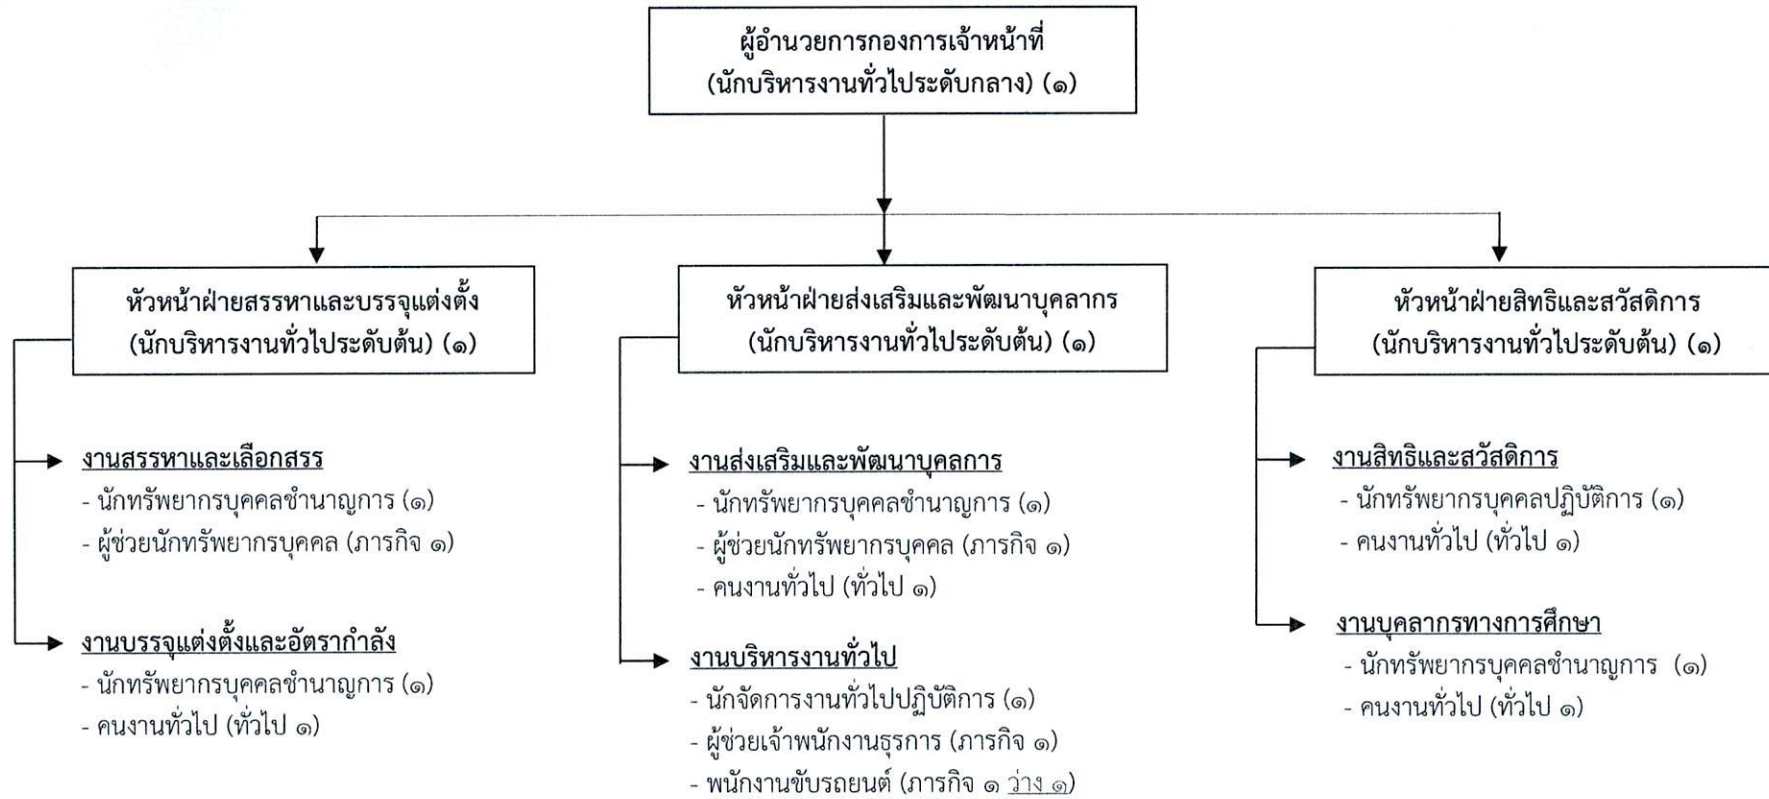 ผู้อำนวยการกองการเจ้าหน้าที่
(นักบริหารงานทั่วไประดับกลาง) (๑)
หัวหน้าฝ่ายสรรหาและบรรจุแต่งตั้ง
(นักบริหารงานทั่วไประดับต้น) (๑)
งานสรรหาและเลือกสรร
- นักทรัพยากรบุคคลชำนาญการ (๑)
- ผู้ช่วยนักทรัพยากรบุคคล (ภารกิจ ๑)
งานบรรจุแต่งตั้งและอัตรากำลัง
- นักทรัพยากรบุคคลชำนาญการ (๑)
- คนงานทั่วไป (ทั่วไป ๑)
หัวหน้าฝ่ายส่งเสริมและพัฒนาบุคลากร
(นักบริหารงานทั่วไประดับต้น) (๑)
งานส่งเสริมและพัฒนาบุคลการ
- นักทรัพยากรบุคคลชำนาญการ (๑)
- ผู้ช่วยนักทรัพยากรบุคคล (ภารกิจ ๑)
- คนงานทั่วไป (ทั่วไป ๑)
งานบริหารงานทั่วไป
- นักจัดการงานทั่วไปปฏิบัติการ (๑)
- ผู้ช่วยเจ้าพนักงานธุรการ (ภารกิจ ๑)
- พนักงานขับรถยนต์ (ภารกิจ ๑ ว่าง ๑)
หัวหน้าฝ่ายสิทธิและสวัสดิการ
(นักบริหารงานทั่วไประดับต้น) (๑)
งานสิทธิและสวัสดิการ
- นักทรัพยากรบุคคลปฏิบัติการ (๑)
- คนงานทั่วไป (ทั่วไป ๑)
งานบุคลากรทางการศึกษา
- นักทรัพยากรบุคคลชำนาญการ (๑)
- คนงานทั่วไป (ทั่วไป ๑)